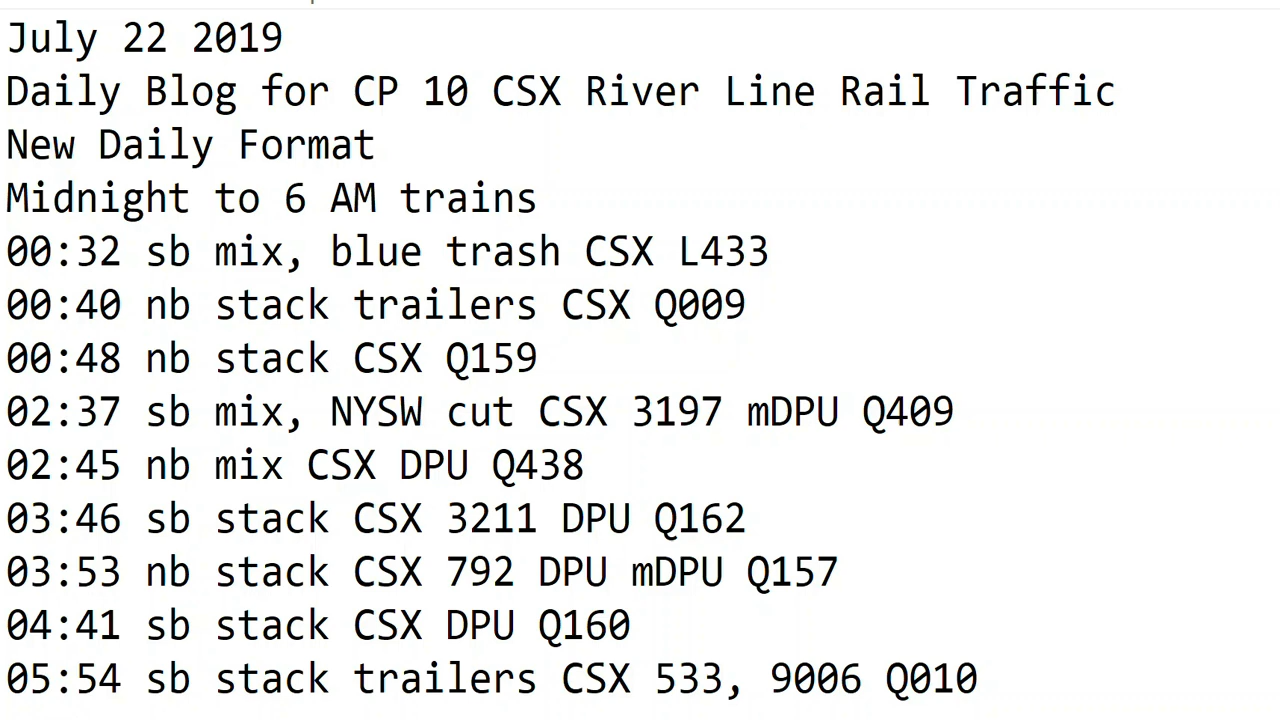 July 22 2019
Daily Blog for CP 10 CSX River Line Rail Traffic
New Daily Format
Midnight to 6 AM trains
00:32 sb mix, blue trash CSX L433
00:40 nb stack trailers CSX Q009
00:48 nb stack CSX Q159
02:37 sb mix, NYSW cut CSX 3197 mDPU Q409
02:45 nb mix CSX DPU Q438
03:46 sb stack CSX 3211 DPU Q162
03:53 nb stack CSX 792 DPU mDPU Q157
04:41 sb stack CSX DPU Q160
05:54 sb stack trailers CSX 533, 9006 Q010